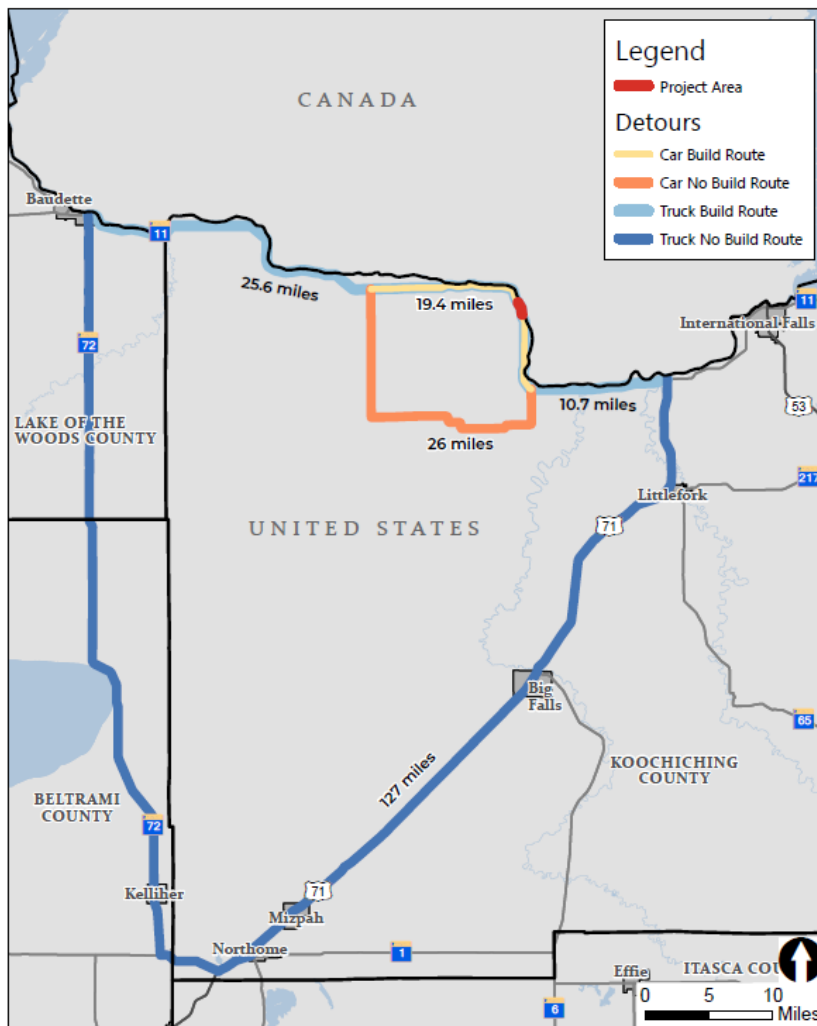 Legend
Project Area
Detours
Car Build Route
Car No Build Route
Truck Build Route
Truck No Build Route
CANADA
Baudette
11
25.6 miles
19.4 miles
11
International Falls
72
10.7 miles
53
LAKE OF THE
WOODS COUNTY
26 miles
217
Littlefork
UNITED STATES
71
Big
Falls
65
127 miles
KOOCHICHING
COUNTY
BELTRAMI
COUNTY
72
Kelliher
71
Mizpah
Northome
1
Effie
ITASCA COU
0 5 10
Miles
6